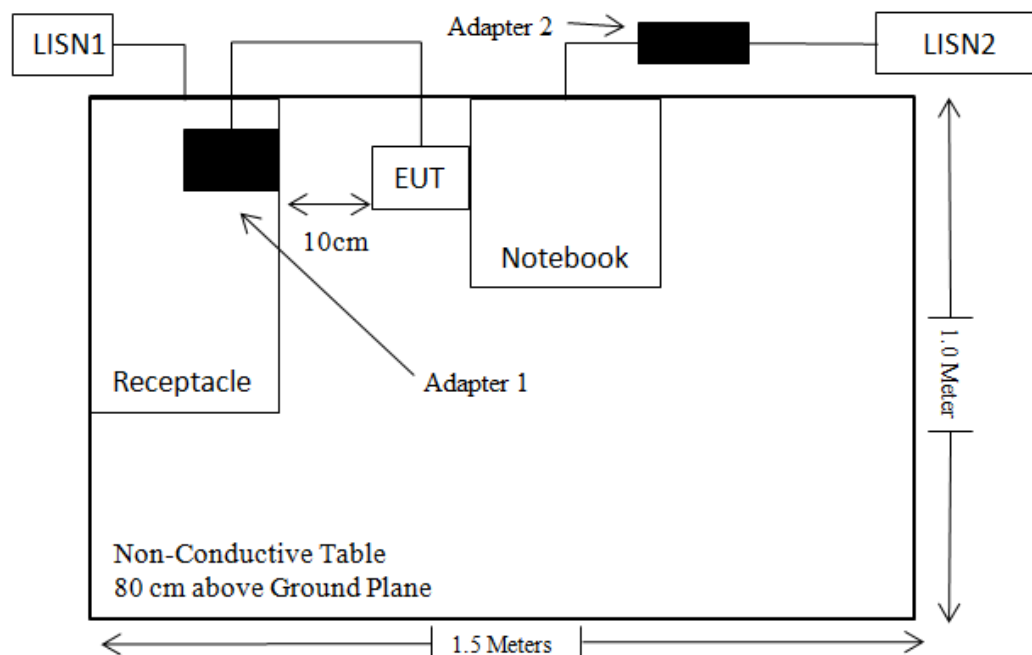 LISN1
Adapter 2
LISN2
EUT
10cm
Notebook
Receptacle
Adapter 1
1.0 Meter
Non-Conductive Table
80 cm above Ground Plane
1.5 Meters